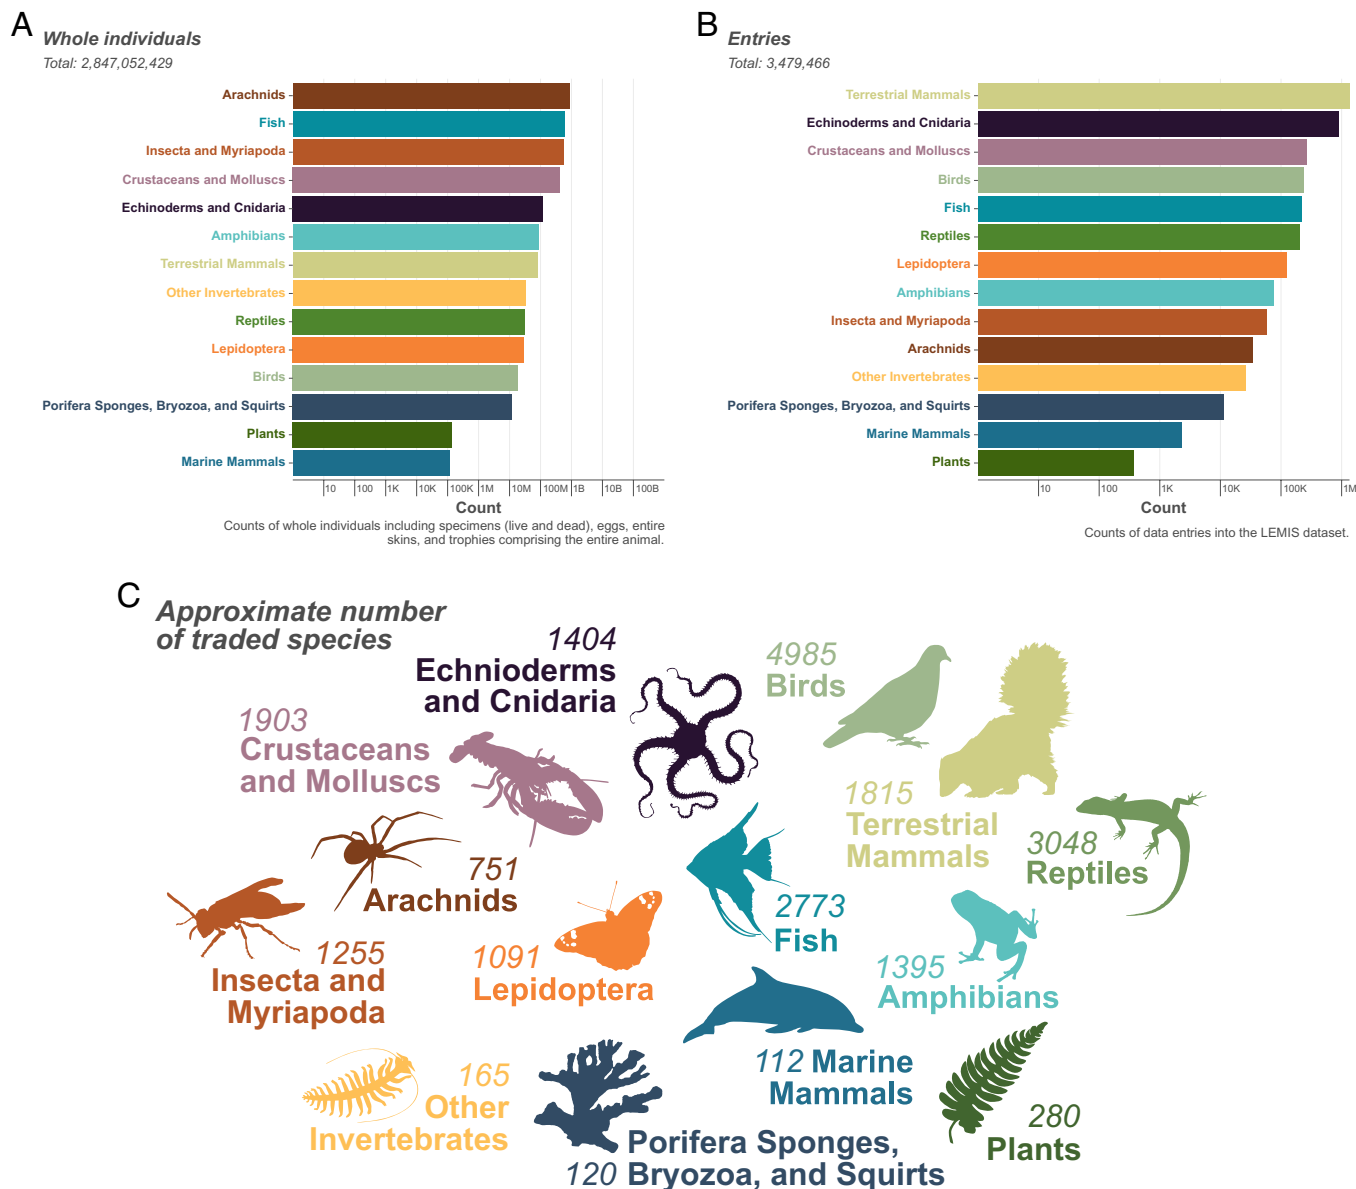 A
Whole individuals
Total: 2,847,052,429
Arachnids
Fish
Insecta and Myriapoda
Crustaceans and Molluscs
Echinoderms and Cnidaria
Amphibians
Terrestrial Mammals
Other Invertebrates
Reptiles
Lepidoptera
Birds
Porifera Sponges, Bryozoa, and Squirts
Plants
Marine Mammals
10 100 1K 10K 100K 1M 10M 100M 1B 10B 100B
Count
Counts of whole individuals including specimens (live and dead), eggs, entire
skins, and trophies comprising the entire animal.
B
Entries
Total: 3,479,466
Terrestrial Mammals
Echinoderms and Cnidaria
Crustaceans and Molluscs
Birds
Fish
Reptiles
Lepidoptera
Amphibians
Insecta and Myriapoda
Arachnids
Other Invertebrates
Porifera Sponges, Bryozoa, and Squirts
Marine Mammals
Plants
10 100 1K 10K 100K 1M
Count
Counts of data entries into the LEMIS dataset.
C
Approximate number
of traded species
1404
Echnioderms
and Cnidaria
4985
Birds
1903
Crustaceans
and Molluscs
1815
Terrestrial
Mammals
3048
Reptiles
751
Arachnids
2773
Fish
1255
Insecta and
Myriapoda
1091
Lepidoptera
1395
Amphibians
165
Other
Invertebrates
112 Marine
Mammals
280
Plants
Porifera Sponges,
120 Bryozoa, and Squirts